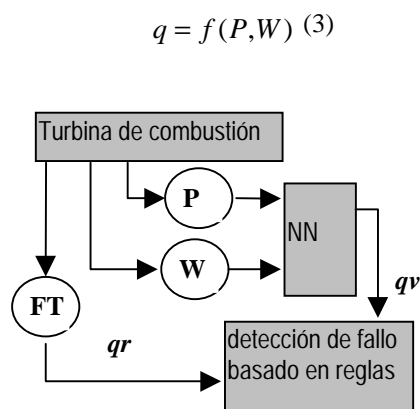 q = f(P,W) (3)
Turbina de combustión
P
NN
W
qv
FT
qr
detección de fallo
basado en reglas